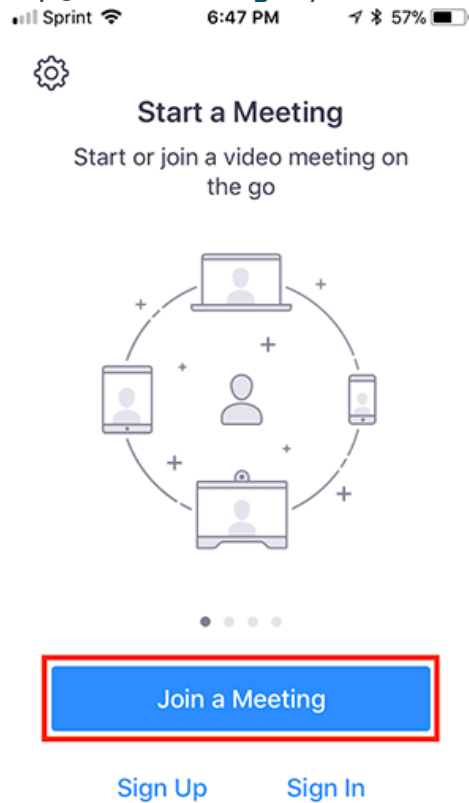 Sprint 6:47 PM 57%
Start a Meeting
Start or join a video meeting on
the go
Join a Meeting
Sign Up Sign In